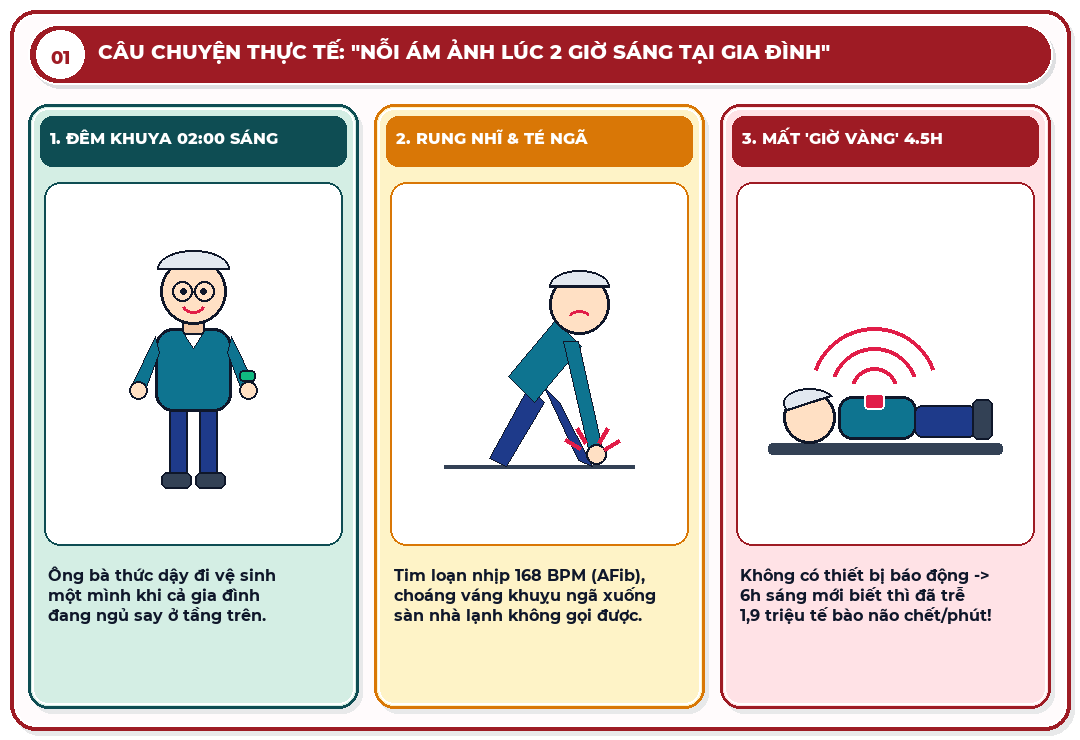 01
CÂU CHUYỆN THỰC TẾ: "NỖI ÁM ẢNH LÚC 2 GIỜ SÁNG TẠI GIA ĐÌNH"
1. ĐÊM KHUYA 02:00 SÁNG
Ông bà thức dậy đi vệ sinh
một mình khi cả gia đình
đang ngủ say ở tầng trên.
2. RUNG NHĨ & TÉ NGÃ
Tim loạn nhịp 168 BPM (AFib),
choáng váng khuỵu ngã xuống
sàn nhà lạnh không gọi được.
3. MẤT 'GIỜ VÀNG' 4.5H
Không có thiết bị báo động ->
6h sáng mới biết thì đã trễ
1,9 triệu tế bào não chết/phút!